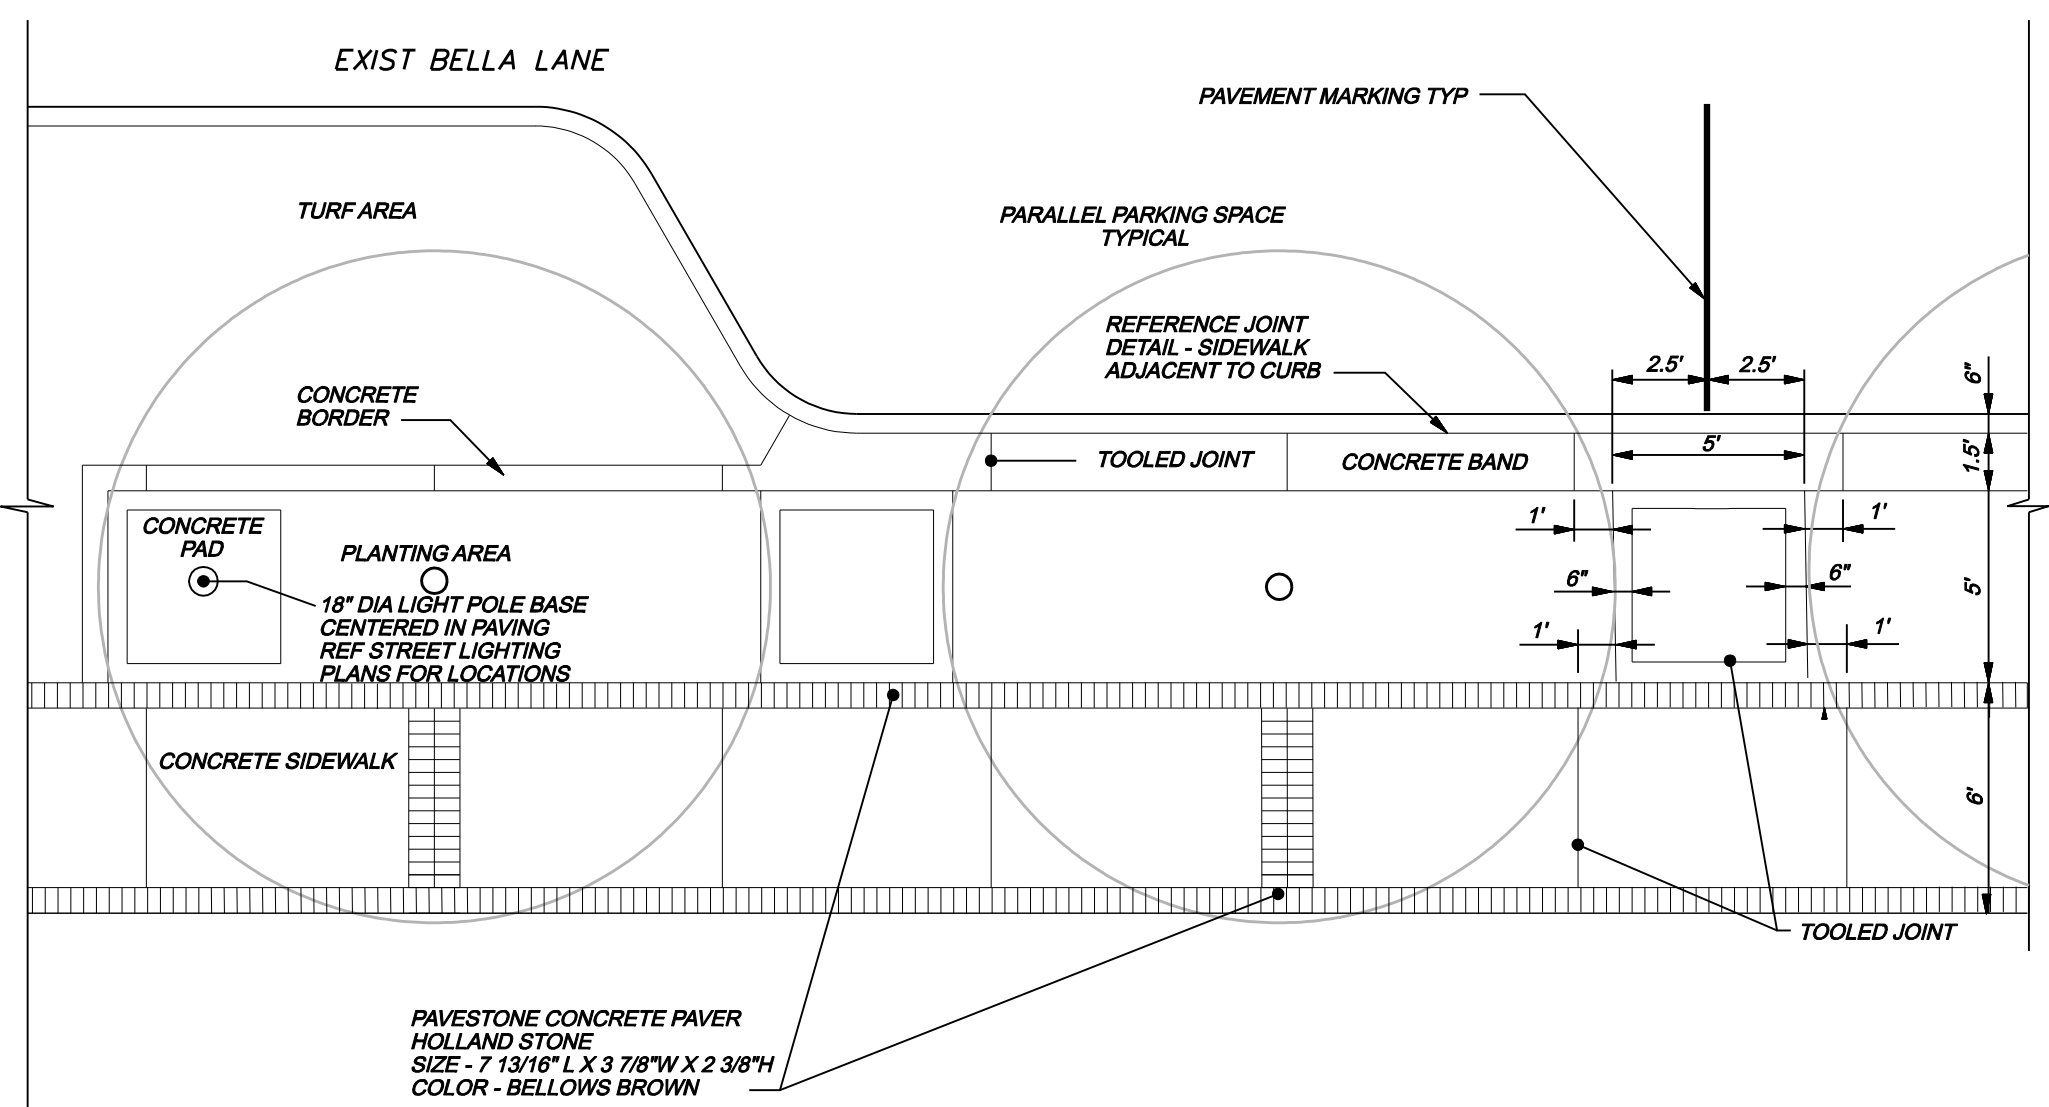 EXIST BELLA LANE
PAVEMENT MARKING TYP
TURF AREA
PARALLEL PARKING SPACE
TYPICAL
REFERENCE JOINT
DETAIL - SIDEWALK
ADJACENT TO CURB
2.5'
2.5'
6"
CONCRETE
BORDER
5'
TOOLED JOINT
CONCRETE BAND
1.5'
CONCRETE
PAD
PLANTING AREA
1'
1'
18" DIA LIGHT POLE BASE
CENTERED IN PAVING
REF STREET LIGHTING
PLANS FOR LOCATIONS
6"
6"
5'
1'
1'
CONCRETE SIDEWALK
6'
TOOLED JOINT
PAVESTONE CONCRETE PAVER
HOLLAND STONE
SIZE - 7 13/16" L X 3 7/8"W X 2 3/8"H
COLOR - BELLOWS BROWN